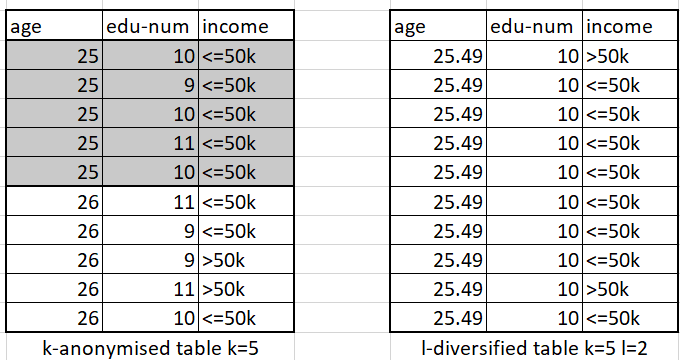 age edu-num income age edu-num income
25 10 <=50k 25.49 10 >50k
25 9 <=50k 25.49 10 <=50k
25 10 <=50k 25.49 10 <=50k
25 11 <=50k 25.49 10 <=50k
25 10 <=50k 25.49 10 <=50k
26 11 <=50k 25.49 10 <=50k
26 9 <=50k 25.49 10 <=50k
26 9 >50k 25.49 10 <=50k
26 11 >50k 25.49 10 >50k
26 10 <=50k 25.49 10 <=50k
k-anonymised table k=5 l-diversified table k=5 l=2